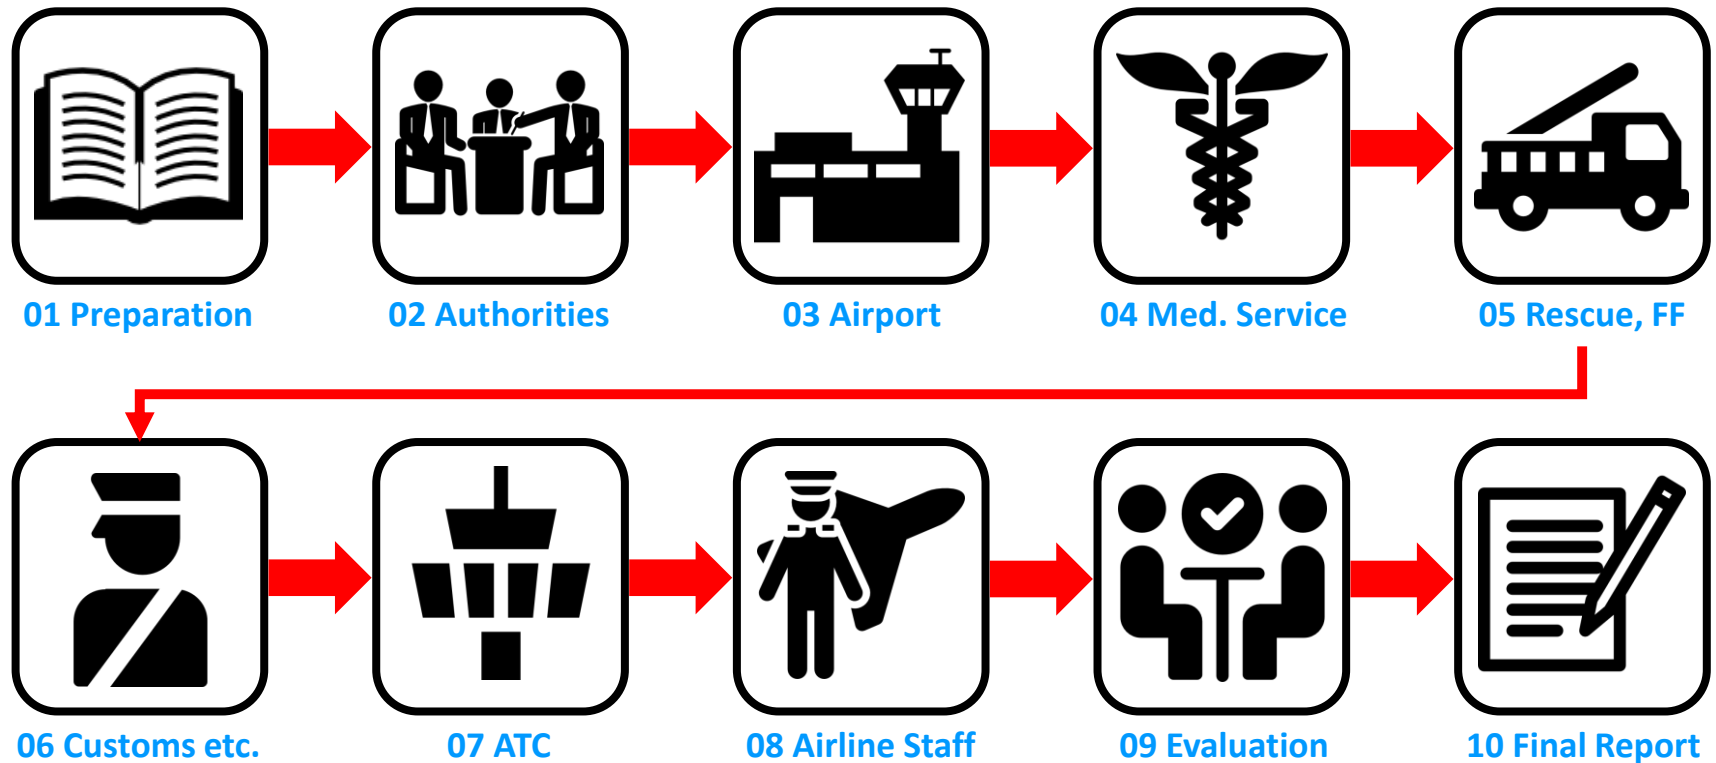 01 Preparation
02 Authorities
03 Airport
04 Med. Service
05 Rescue, FF
06 Customs etc.
07 ATC
08 Airline Staff
09 Evaluation
10 Final Report